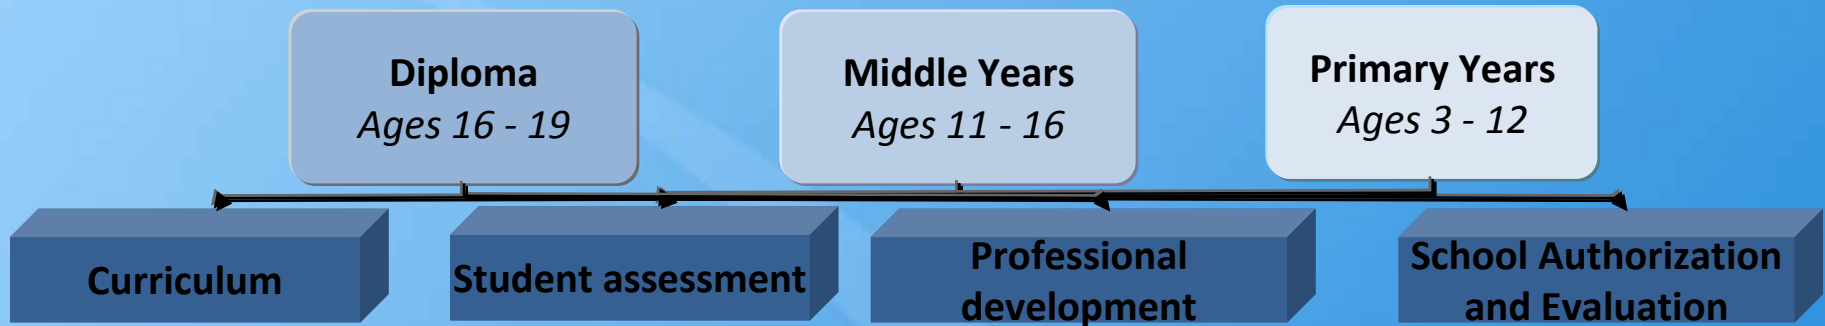 Diploma
Ages 16 - 19
Middle Years
Ages 11 - 16
Primary Years
Ages 3 - 12
Curriculum
Student assessment
Professional
development
School Authorization
and Evaluation